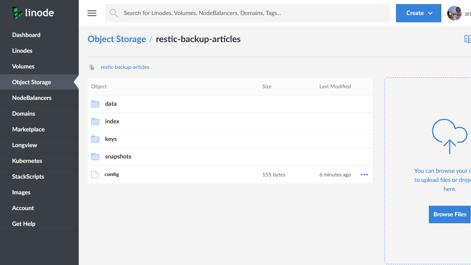 linode
Search for Linodes, Volumes, NodeBalancers, Domains, Tags...
Create
Dashboard
Linodes
Volumes
Object Storage
NodeBalancers
Domains
Marketplace
Longview
Kubernetes
StackScripts
Images
Account
Get Help
Object Storage / restic-backup-articles
restic-backup-articles
Object Size Last Modified
data
index
keys
snapshots
config 155 bytes 6 minutes ago
You can browse your
to upload files or drop
here.
Browse Files